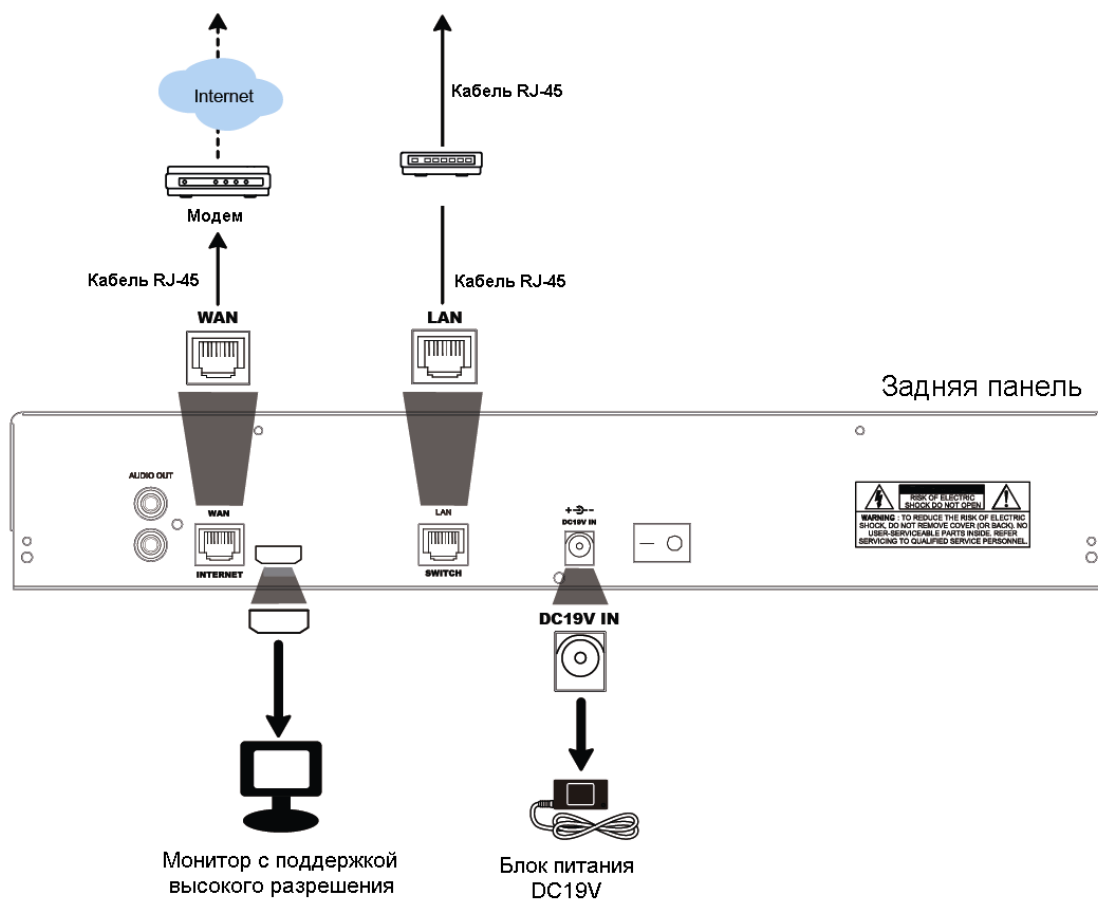 Internet
Кабель RJ-45
Модем
Кабель RJ-45
Кабель RJ-45
WAN
LAN
Задняя панель
AUDIO OUT
WAN
LAN
DC19V IN
RISK OF ELECTRIC
SHOCK DO NOT OPEN
WARNING : TO REDUCE THE RISK OF ELECTRIC
SHOCK, DO NOT REMOVE COVER (OR BACK). NO
USER-SERVICEABLE PARTS INSIDE. REFER
SERVICING TO QUALIFIED SERVICE PERSONNEL.
INTERNET
SWITCH
DC19V IN
Монитор с поддержкой
высокого разрешения
Блок питания
DC19V